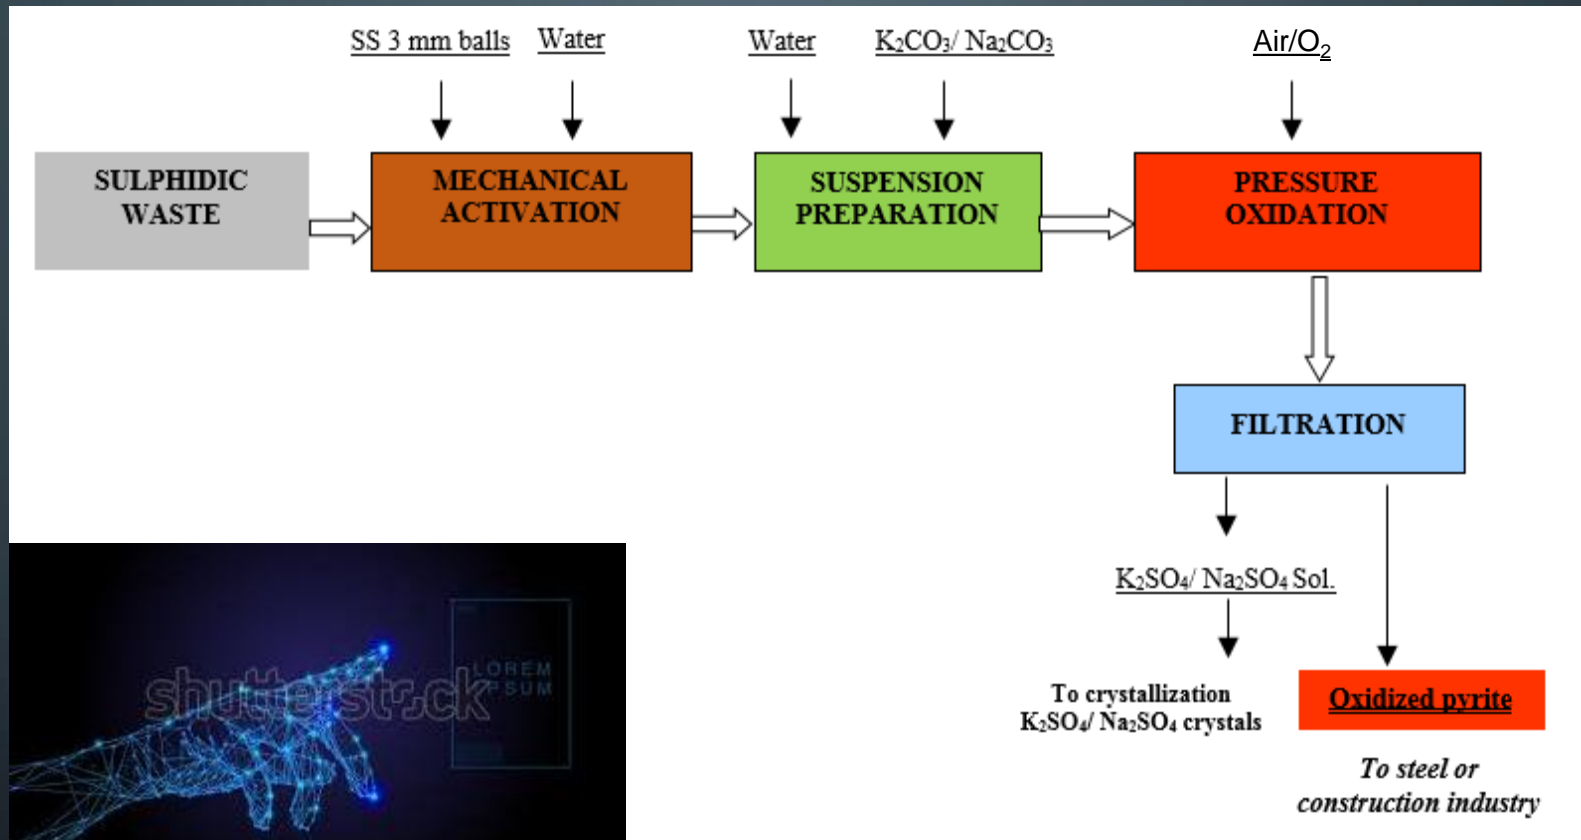 SS 3 mm balls
Water
Water
K₂CO₃/ Na₂CO₃
Air/O₂
SULPHIDIC
WASTE
MECHANICAL
ACTIVATION
SUSPENSION
PREPARATION
PRESSURE
OXIDATION
FILTRATION
K₂SO₄/ Na₂SO₄ Sol.
To crystallization
K₂SO₄/ Na₂SO₄ crystals
Oxidized pyrite
To steel or
construction industry
shutterstock
LOREM
IPSUM